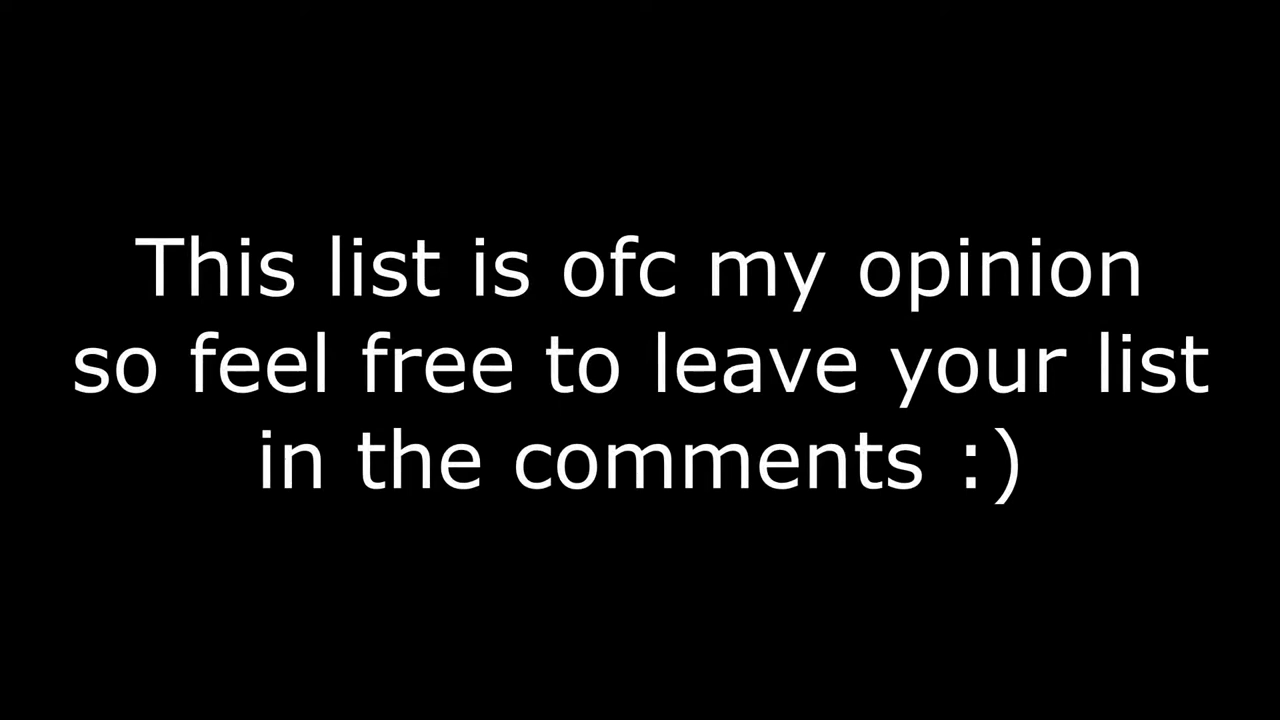 This list is ofc my opinion
so feel free to leave your list
in the comments :)